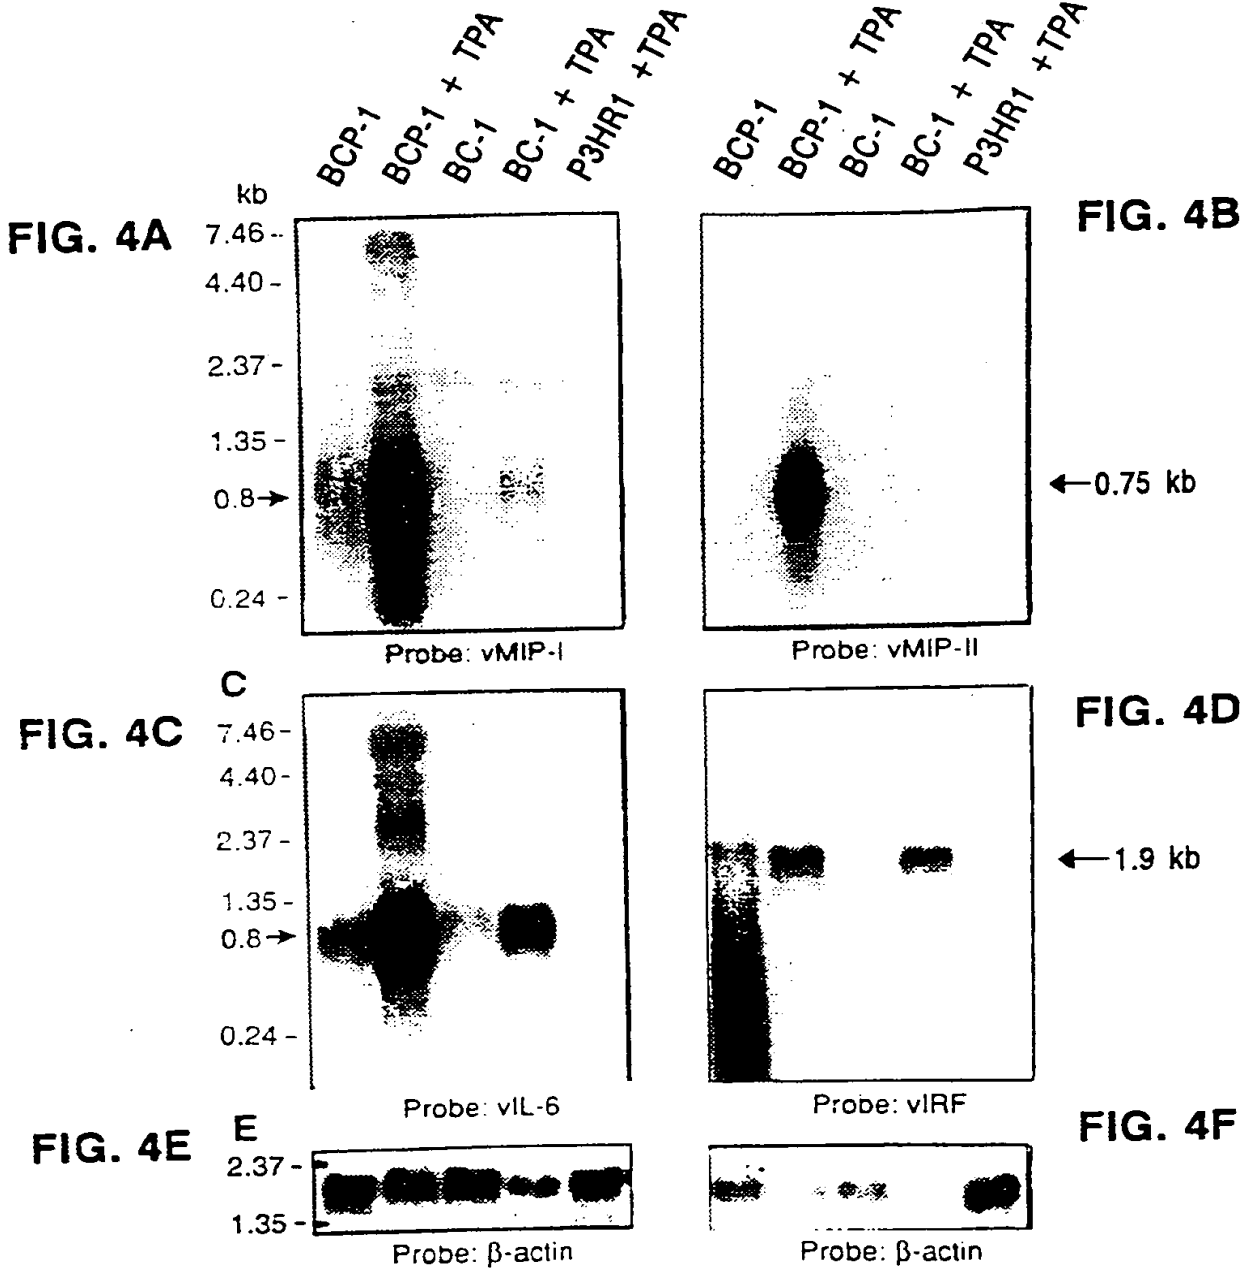 BCP-1
BCP-1 + TPA
BC-1
BC-1 + TPA
P3HR1 +TPA
BCP-1
BCP-1 + TPA
BC-1
BC-1 + TPA
P3HR1 +TPA
kb
FIG. 4A
7.46 -
4.40 -
2.37 -
1.35 -
0.8→
0.24 -
Probe: vMIP-I
FIG. 4B
←0.75 kb
Probe: vMIP-II
C
FIG. 4C
7.46 -
4.40 -
2.37 -
1.35 -
0.8→
0.24 -
Probe: vIL-6
FIG. 4D
←1.9 kb
Probe: vIRF
E
FIG. 4E
2.37 -
1.35 -
Probe: β-actin
FIG. 4F
Probe: β-actin